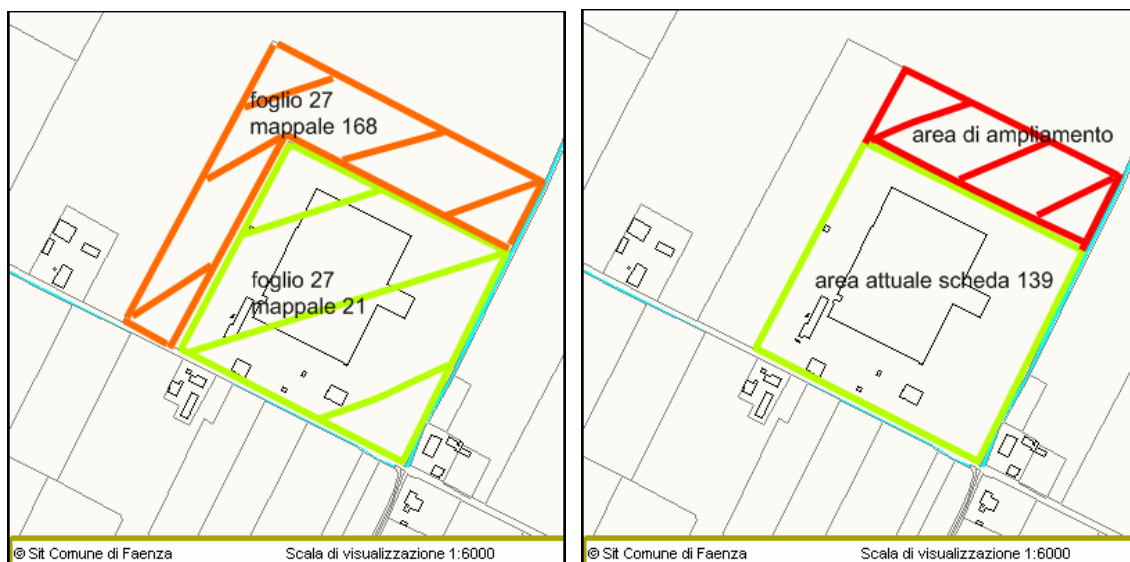 foglio 27
mappale 168
foglio 27
mappale 21
© Sit Comune di Faenza
Scala di visualizzazione 1:6000
area di ampliamento
area attuale scheda 139
© Sit Comune di Faenza
Scala di visualizzazione 1:6000